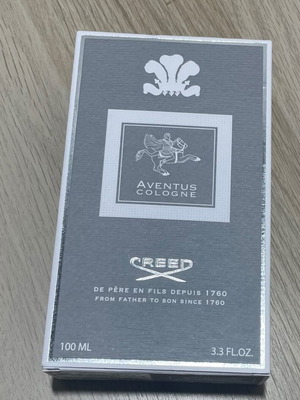 AVENTUS
COLOGNE
CREED
DE PÈRE EN FILS DEPUIS 1760
FROM FATHER TO SON SINCE 1760
100 ML
3.3 FL.OZ.